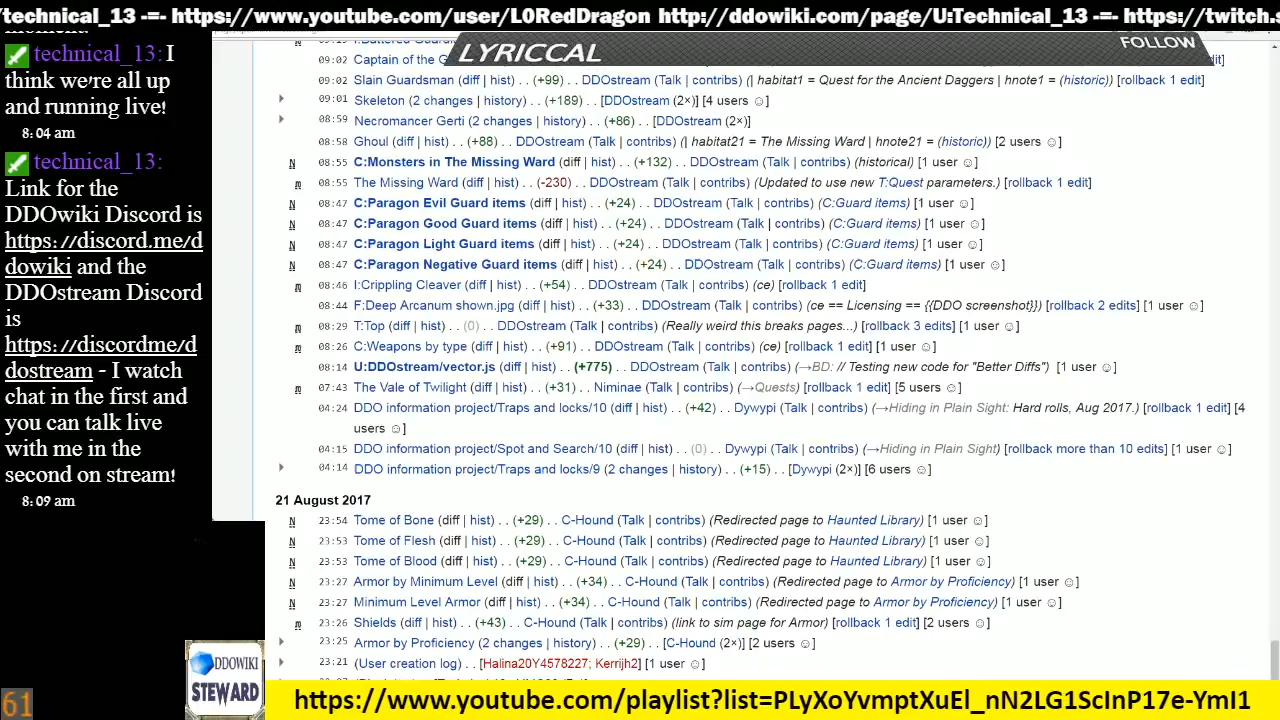 /technical_13 -=- https://www.youtube.com/user/L0RedDragon http://ddowiki.com/page/U:Technical_13 -=- https://twitch.s
technical_13: I
think we're all up
and running live!
8:04 am
technical_13:
Link for the
DDOwiki Discord is
https://discord.me/d
dowiki and the
DDOstream Discord
is
https://discordme/d
dostream - I watch
chat in the first and
you can talk live
with me in the
second on stream!
8:09 am
LYRICCAL
FOLLOW
09:02 Captain of the G
09:02 Slain Guardsman (diff | hist) . . (+99) . . DDOstream (Talk | contribs) (| habitat1 = Quest for the Ancient Daggers | hnote1 = (historic)) [rollback 1 edit]
09:01 Skeleton (2 changes | history) . . (+189) . . [DDOstream (2×)] [4 users ☺]
08:59 Necromancer Gerti (2 changes | history) . . (+86) . . [DDOstream (2×)]
08:58 Ghoul (diff | hist) . . (+88) . . DDOstream (Talk | contribs) (| habitat21 = The Missing Ward | hnote21 = (historic)) [2 users ☺]
N 08:55 C:Monsters in The Missing Ward (diff | hist) . . (+132) . . DDOstream (Talk | contribs) (historical) [1 user ☺]
m 08:55 The Missing Ward (diff | hist) . . (-230) . . DDOstream (Talk | contribs) (Updated to use new T:Quest parameters.) [rollback 1 edit]
N 08:47 C:Paragon Evil Guard items (diff | hist) . . (+24) . . DDOstream (Talk | contribs) (C:Guard items) [1 user ☺]
N 08:47 C:Paragon Good Guard items (diff | hist) . . (+24) . . DDOstream (Talk | contribs) (C:Guard items) [1 user ☺]
N 08:47 C:Paragon Light Guard items (diff | hist) . . (+24) . . DDOstream (Talk | contribs) (C:Guard items) [1 user ☺]
N 08:47 C:Paragon Negative Guard items (diff | hist) . . (+24) . . DDOstream (Talk | contribs) (C:Guard items) [1 user ☺]
m 08:46 I:Crippling Cleaver (diff | hist) . . (+54) . . DDOstream (Talk | contribs) (ce) [rollback 1 edit]
08:44 F:Deep Arcanum shown.jpg (diff | hist) . . (+33) . . DDOstream (Talk | contribs) (ce == Licensing == {{DDO screenshot}}) [rollback 2 edits] [1 user ☺]
m 08:29 T:Top (diff | hist) . . (0) . . DDOstream (Talk | contribs) (Really weird this breaks pages...) [rollback 3 edits] [1 user ☺]
m 08:26 C:Weapons by type (diff | hist) . . (+91) . . DDOstream (Talk | contribs) (ce) [rollback 1 edit] [1 user ☺]
08:14 U:DDOstream/vector.js (diff | hist) . . (+775) . . DDOstream (Talk | contribs) (→BD: // Testing new code for "Better Diffs") [1 user ☺]
m 07:43 The Vale of Twilight (diff | hist) . . (+31) . . Niminae (Talk | contribs) (→Quests) [rollback 1 edit] [5 users ☺]
04:24 DDO information project/Traps and locks/10 (diff | hist) . . (+42) . . Dywypi (Talk | contribs) (→Hiding in Plain Sight: Hard rolls, Aug 2017.) [rollback 1 edit] [4
users ☺]
04:15 DDO information project/Spot and Search/10 (diff | hist) . . (0) . . Dywypi (Talk | contribs) (→Hiding in Plain Sight) [rollback more than 10 edits] [1 user ☺]
04:14 DDO information project/Traps and locks/9 (2 changes | history) . . (+15) . . [Dywypi (2×)] [6 users ☺]
21 August 2017
N 23:54 Tome of Bone (diff | hist) . . (+29) . . C-Hound (Talk | contribs) (Redirected page to Haunted Library) [1 user ☺]
N 23:53 Tome of Flesh (diff | hist) . . (+29) . . C-Hound (Talk | contribs) (Redirected page to Haunted Library) [1 user ☺]
N 23:53 Tome of Blood (diff | hist) . . (+29) . . C-Hound (Talk | contribs) (Redirected page to Haunted Library) [1 user ☺]
N 23:27 Armor by Minimum Level (diff | hist) . . (+34) . . C-Hound (Talk | contribs) (Redirected page to Armor by Proficiency) [1 user ☺]
N 23:27 Minimum Level Armor (diff | hist) . . (+34) . . C-Hound (Talk | contribs) (Redirected page to Armor by Proficiency) [1 user ☺]
m 23:26 Shields (diff | hist) . . (+43) . . C-Hound (Talk | contribs) (link to sim page for Armor) [rollback 1 edit] [2 users ☺]
23:25 Armor by Proficiency (2 changes | history) . . (+29) . . [C-Hound (2×)] [2 users ☺]
23:21 (User creation log) . . [Halina20Y4578227; Kerrijh2] [1 user ☺]
DDOWIKI
STEWARD
61
https://www.youtube.com/playlist?list=PLyXoYvmptXuEl_nN2LG1ScInP17e-YmI1